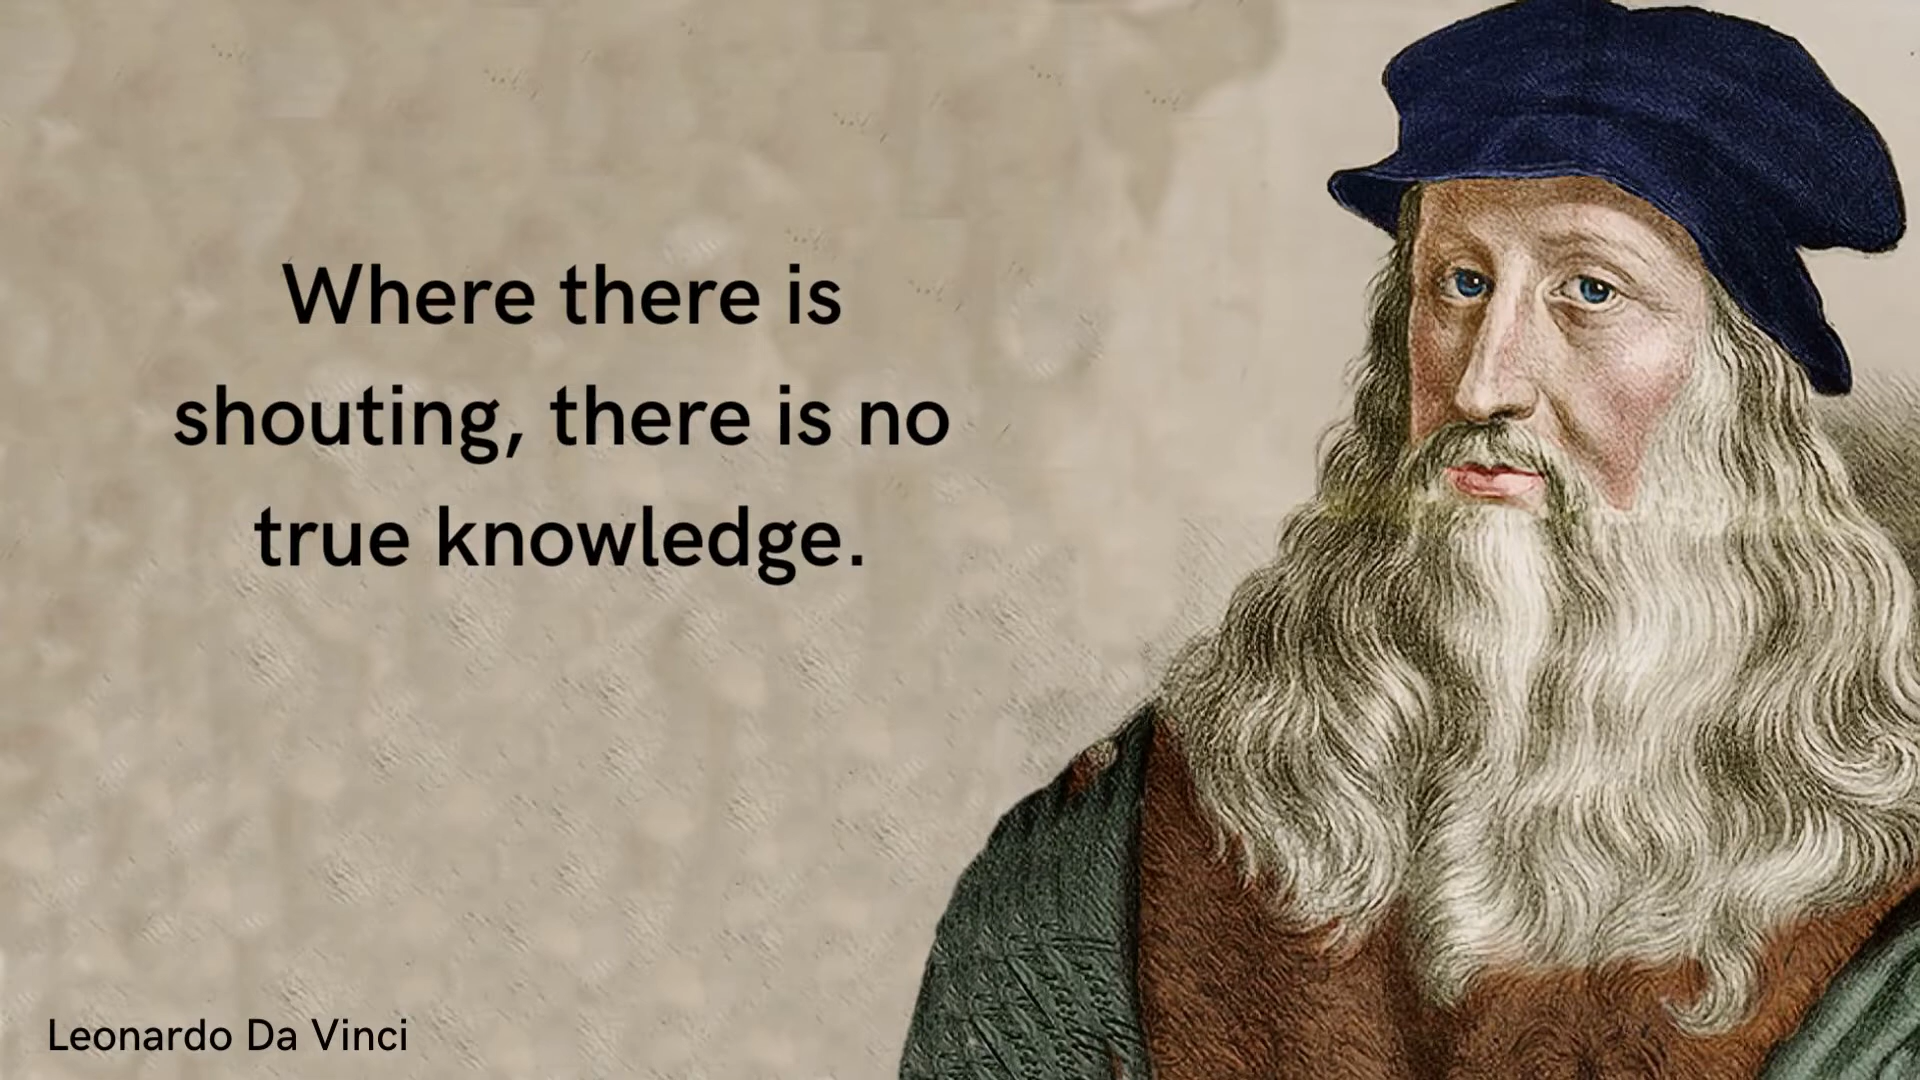 Where there is
shouting, there is no
true knowledge.
Leonardo Da Vinci